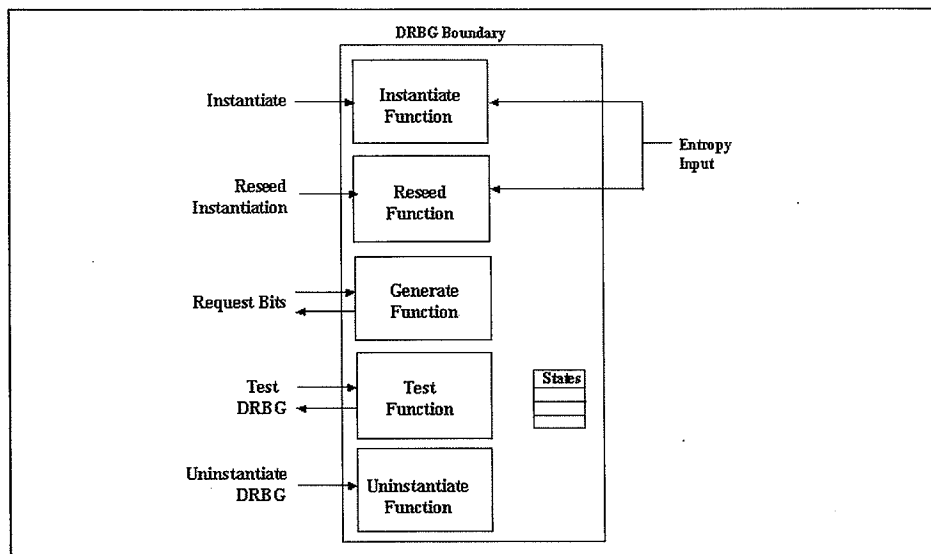 DRBG Boundary
Instantiate
Instantiate
Function
Entropy
Input
Reseed
Instantiation
Reseed
Function
Request Bits
Generate
Function
Test
DRBG
Test
Function
States
Uninstantiate
DRBG
Uninstantiate
Function